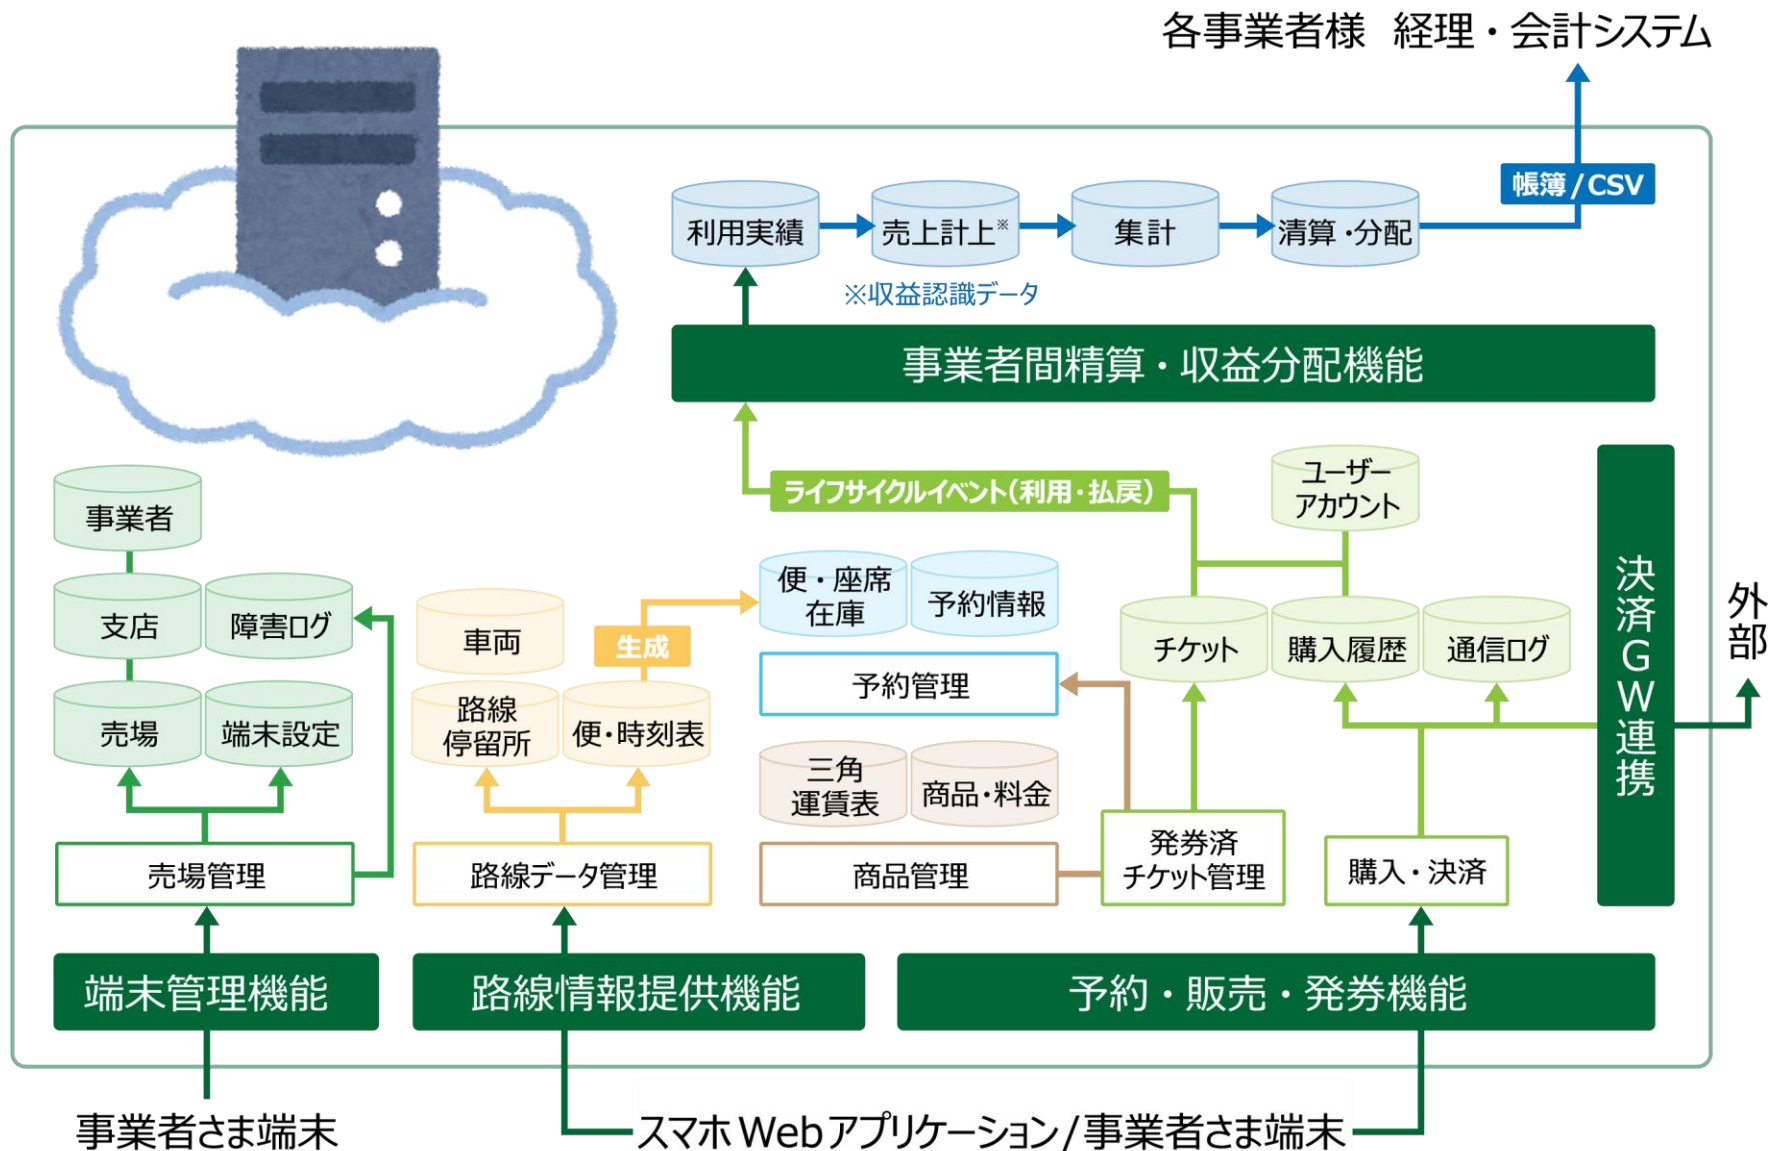 各事業者様 経理・会計システム
帳簿/CSV
利用実績
売上計上※
集計
清算・分配
※収益認識データ
事業者間精算・収益分配機能
ライフサイクルイベント(利用・払戻)
ユーザー
アカウント
事業者
支店
障害ログ
売場
端末設定
売場管理
車両
生成
路線
停留所
便・時刻表
路線データ管理
便・座席
在庫
予約情報
予約管理
三角
運賃表
商品・料金
商品管理
チケット
購入履歴
通信ログ
発券済
チケット管理
購入・決済
決済GW連携
外部
端末管理機能
路線情報提供機能
予約・販売・発券機能
事業者さま端末
スマホWebアプリケーション/事業者さま端末